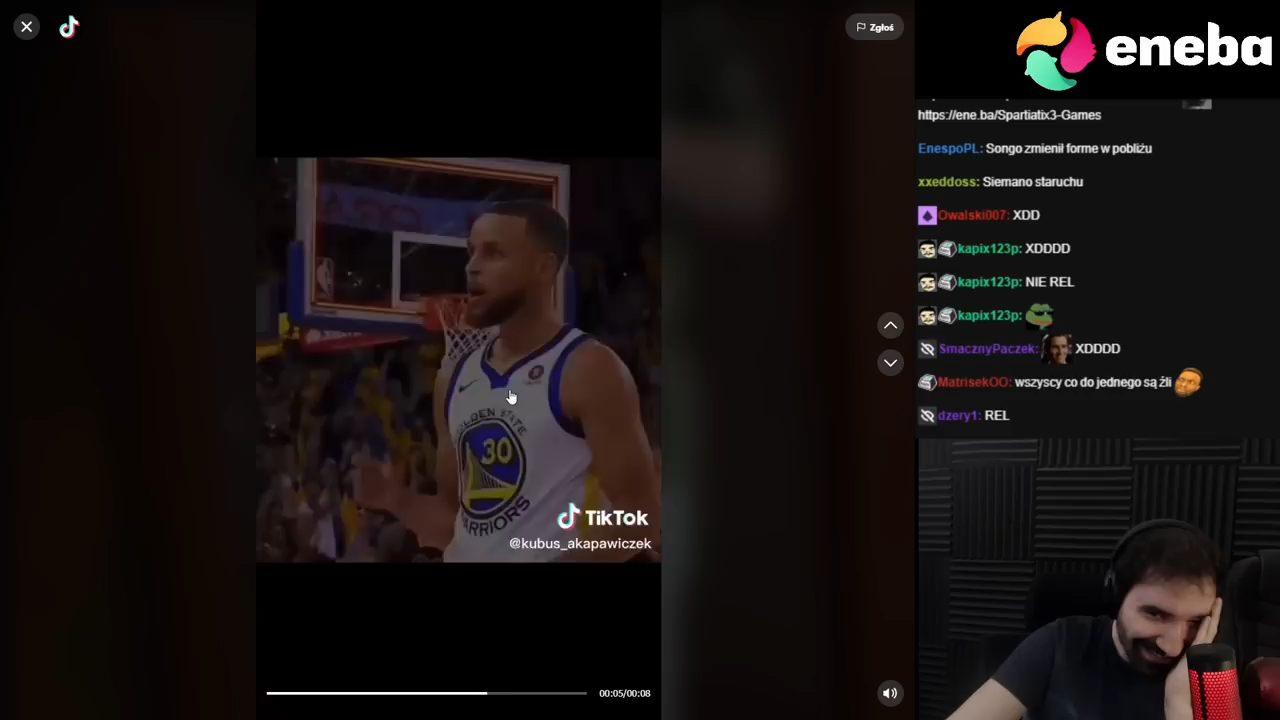 Zgłoś
eneba
https://ene.ba/Spartiatix3-Games
EnespoPL: Songo zmienił forme w pobliżu
xxeddoss: Siemano staruchu
Owalski007: XDD
kapix123p: XDDDD
kapix123p: NIE REL
kapix123p:
SmacznyPaczek: XDDDD
MatrisekOO: wszyscy co do jednego są źli
dzery1: REL
GOLDEN STATE
30
WARRIORS
TikTok
@kubus_akapawiczek
00:05/00:08